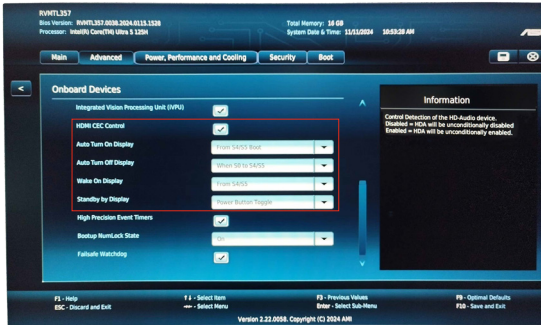 RVMTL357
Bios Version: RVMTL357.0038.2024.0115.1528
Processor: Intel(R) Core(TM) Ultra 5 125H
Total Memory: 16 GB
System Date & Time: 11/11/2024 10:53:28 AM
Main Advanced Power, Performance and Cooling Security Boot
<
Onboard Devices
Integrated Vision Processing Unit (iVPU)
HDMI CEC Control
Auto Turn On Display From S4/S5 Boot
Auto Turn Off Display When S0 to S4/S5
Wake On Display From S4/S5
Standby by Display Power Button Toggle
High Precision Event Timers
Bootup NumLock State On
Failsafe Watchdog
Information
Control Detection of the HD-Audio device.
Disabled = HDA will be unconditionally disabled
Enabled = HDA will be unconditionally enabled.
F1 - Help
ESC - Discard and Exit
↑↓ - Select Item
→← - Select Menu
F3 - Previous Values
Enter - Select Sub-Menu
F9 - Optimal Defaults
F10 - Save and Exit
Version 2.22.0058. Copyright (C) 2024 AMI